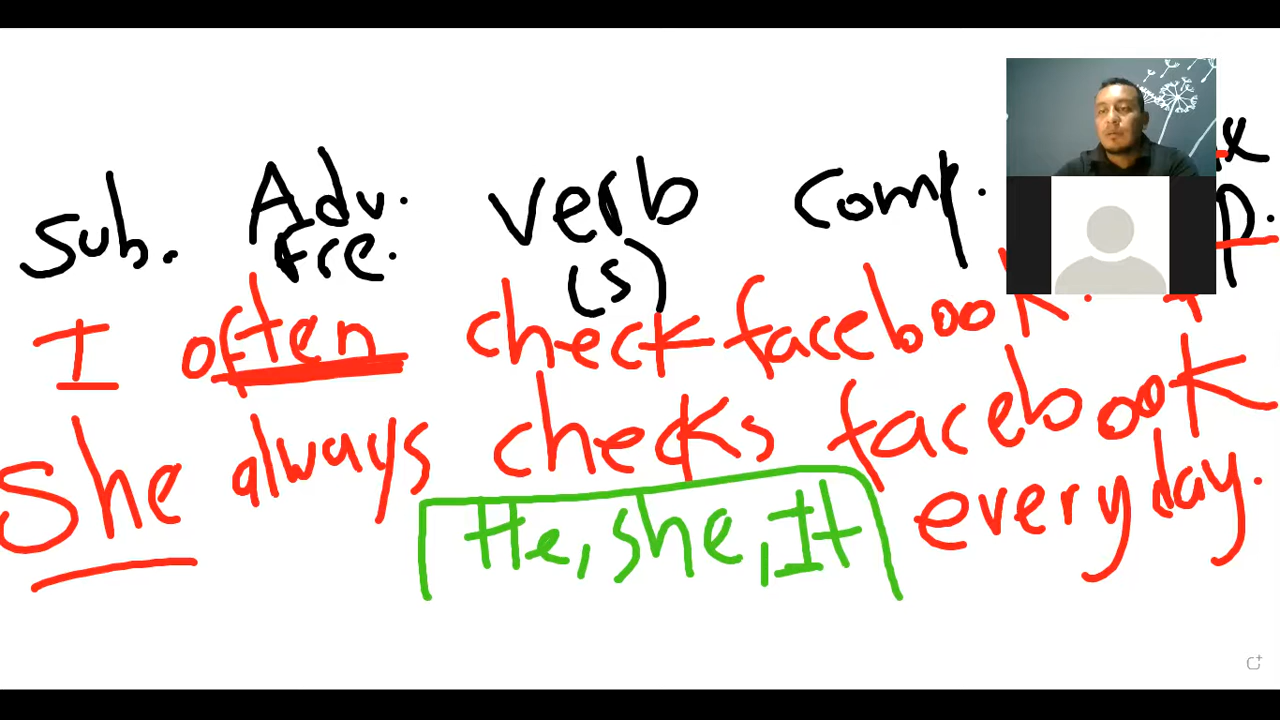 Sub. Adv. Fre. verb (s) comp.
I often check facebook.
She always checks facebook
everyday.
He, she, It